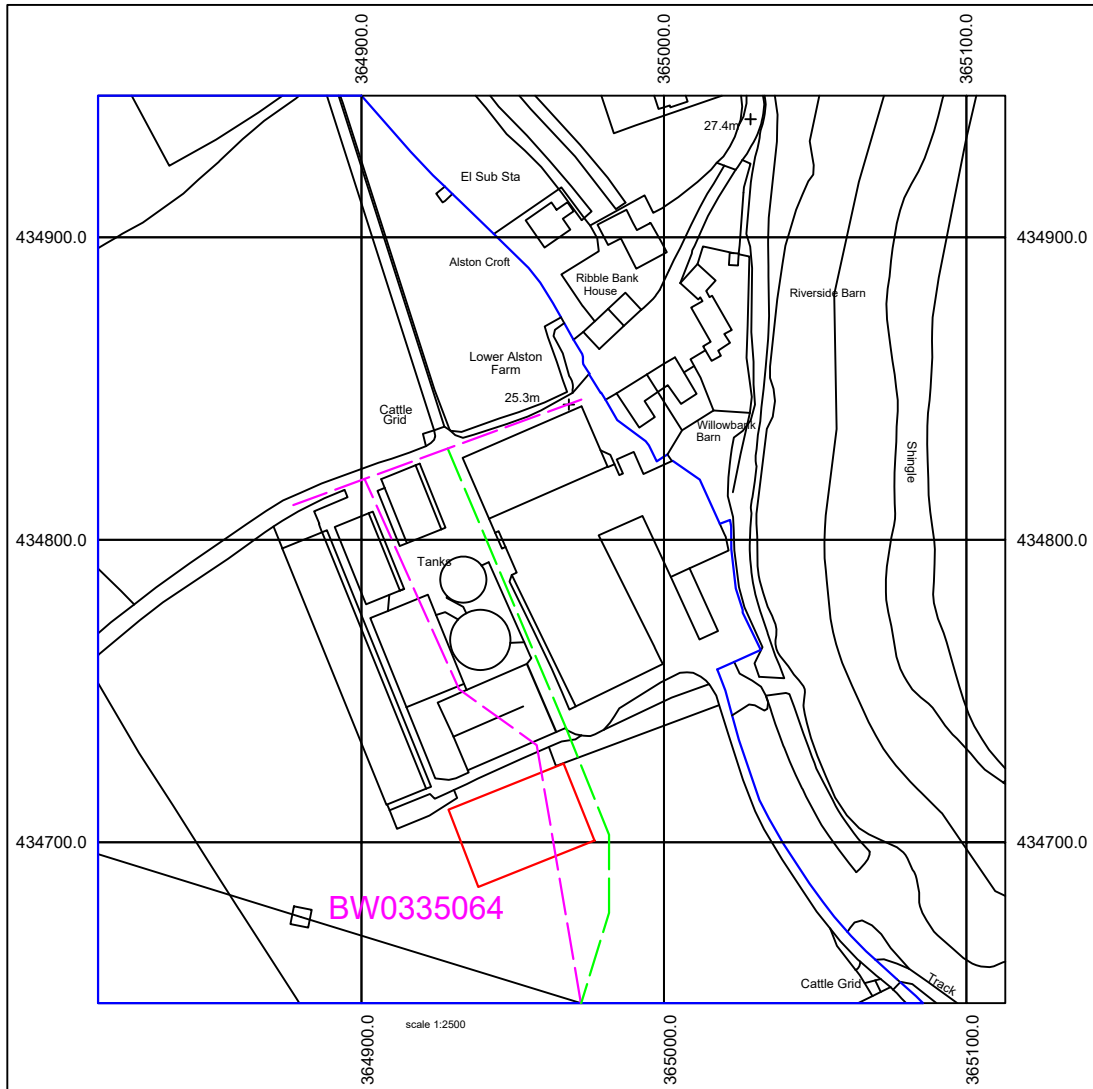 364900.0
365000.0
365100.0
27.4m
El Sub Sta
434900.0
434900.0
Alston Croft
Ribble Bank
House
Riverside Barn
Lower Alston
Farm
25.3m
Cattle
Grid
Willowbank
Barn
Shingle
434800.0
434800.0
Tanks
434700.0
434700.0
BW0335064
Cattle Grid
Track
scale 1:2500
364900.0
365000.0
365100.0